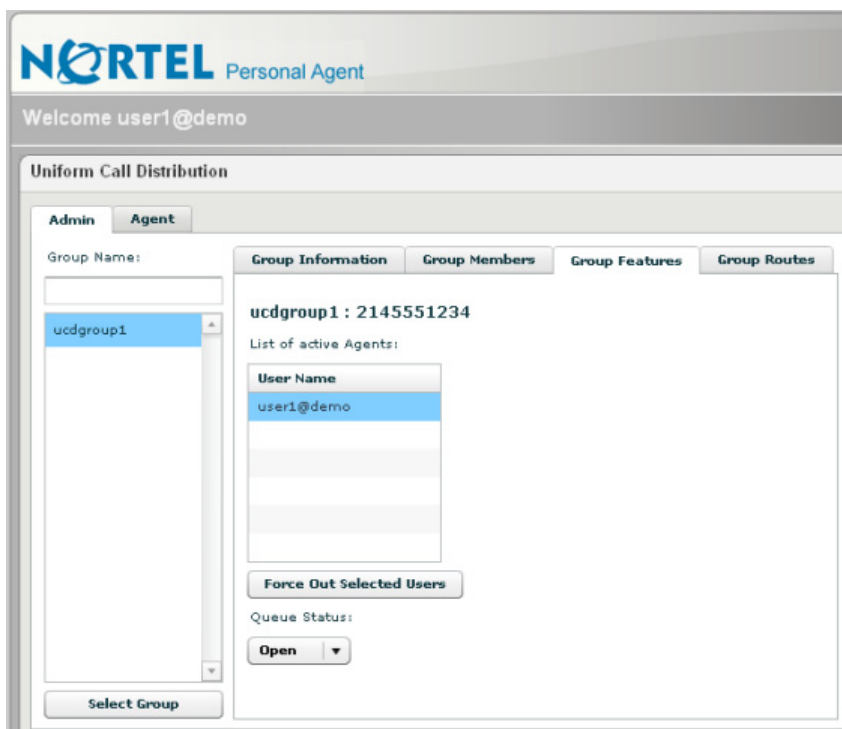 NORTEL Personal Agent
Welcome user1@demo
Uniform Call Distribution
Admin Agent
Group Name:
ucdgroup1
Select Group
Group Information Group Members Group Features Group Routes
ucdgroup1 : 2145551234
List of active Agents:
User Name
user1@demo
Force Out Selected Users
Queue Status:
Open